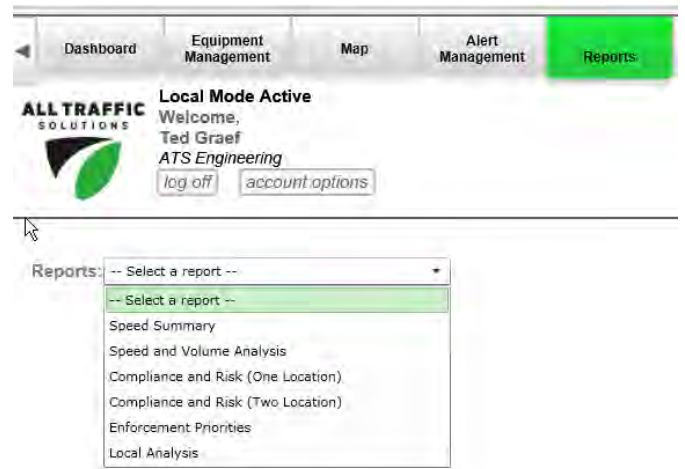 Dashboard
Equipment
Management
Map
Alert
Management
Reports
ALL TRAFFIC
SOLUTIONS
Local Mode Active
Welcome,
Ted Graef
ATS Engineering
log off
account options
Reports: -- Select a report --
-- Select a report --
Speed Summary
Speed and Volume Analysis
Compliance and Risk (One Location)
Compliance and Risk (Two Location)
Enforcement Priorities
Local Analysis